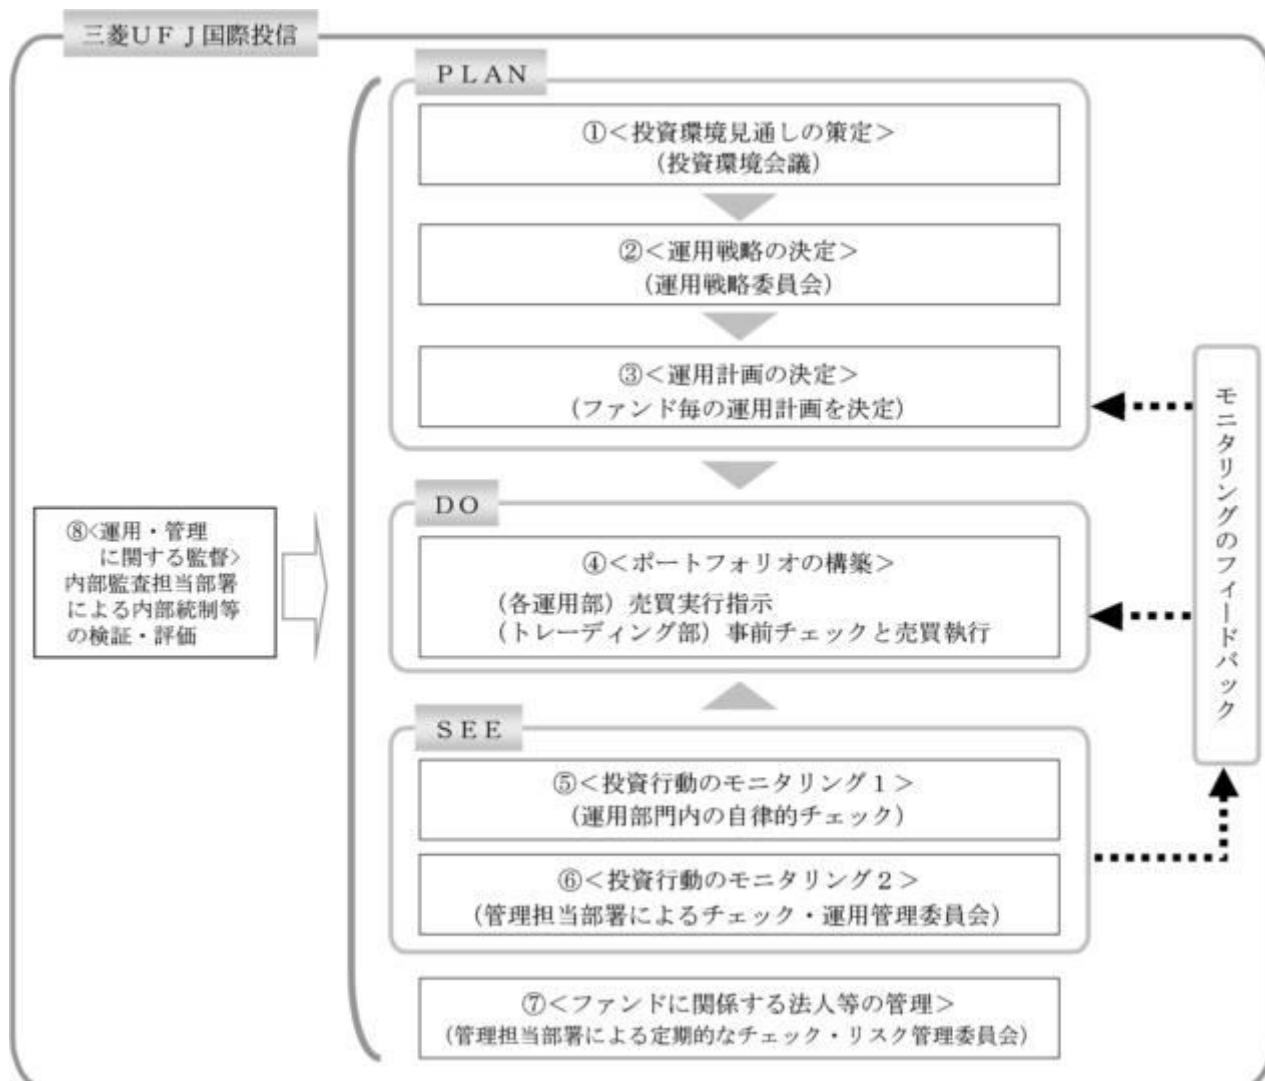 三菱UFJ国際投信
PLAN
①＜投資環境見通しの策定＞
（投資環境会議）
②＜運用戦略の決定＞
（運用戦略委員会）
③＜運用計画の決定＞
（ファンド毎の運用計画を決定）
DO
④＜ポートフォリオの構築＞
（各運用部）売買実行指示
（トレーディング部）事前チェックと売買執行
SEE
⑤＜投資行動のモニタリング１＞
（運用部門内の自律的チェック）
⑥＜投資行動のモニタリング２＞
（管理担当部署によるチェック・運用管理委員会）
⑦＜ファンドに関係する法人等の管理＞
（管理担当部署による定期的なチェック・リスク管理委員会）
⑧＜運用・管理
に関する監督＞
内部監査担当部署
による内部統制等
の検証・評価
モニタリングのフィードバック